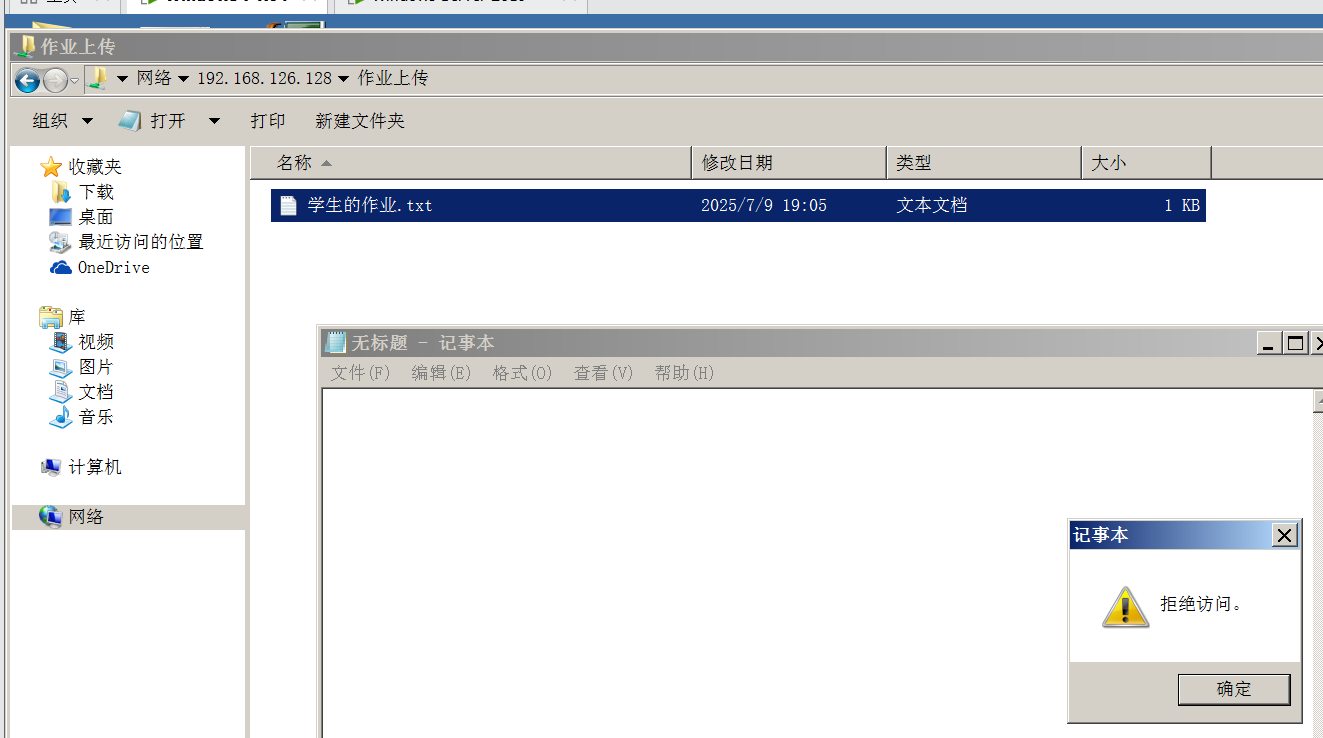 作业上传
网络 192.168.126.128 作业上传
组织 打开 打印 新建文件夹
名称 修改日期 类型 大小
收藏夹
下载
桌面
最近访问的位置
OneDrive
库
视频
图片
文档
音乐
计算机
网络
学生的作业.txt 2025/7/9 19:05 文本文档 1 KB
无标题 - 记事本
文件(F) 编辑(E) 格式(O) 查看(V) 帮助(H)
记事本
拒绝访问。
确定